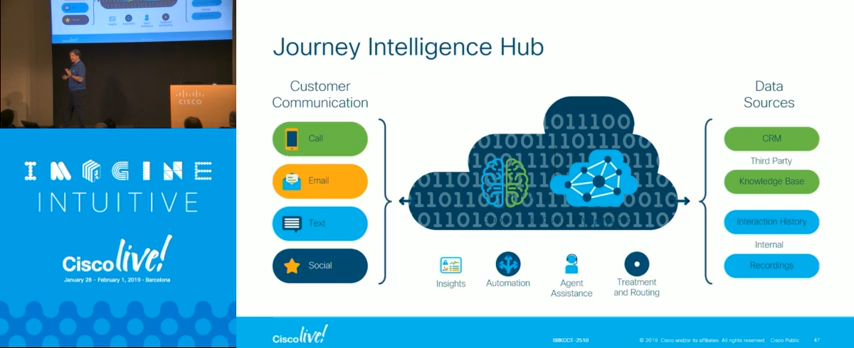 CISCO
IMAGINE
INTUITIVE
Cisco live!
January 28 - February 1, 2019 - Barcelona
Journey Intelligence Hub
Customer
Communication
Call
Email
Text
Social
011100
0010110111
Insights
Automation
Agent
Assistance
Treatment
and Routing
Data
Sources
CRM
Third Party
Knowledge Base
Interaction History
Internal
Recordings
Cisco live!
© 2019 Cisco and/or its affiliates. All rights reserved. Cisco Public